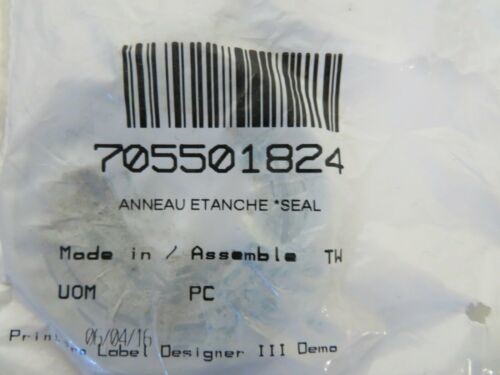 705501824
ANNEAU ETANCHE *SEAL
Made in / Assemble TW
UOM PC
06/04/16
Label Designer III Demo